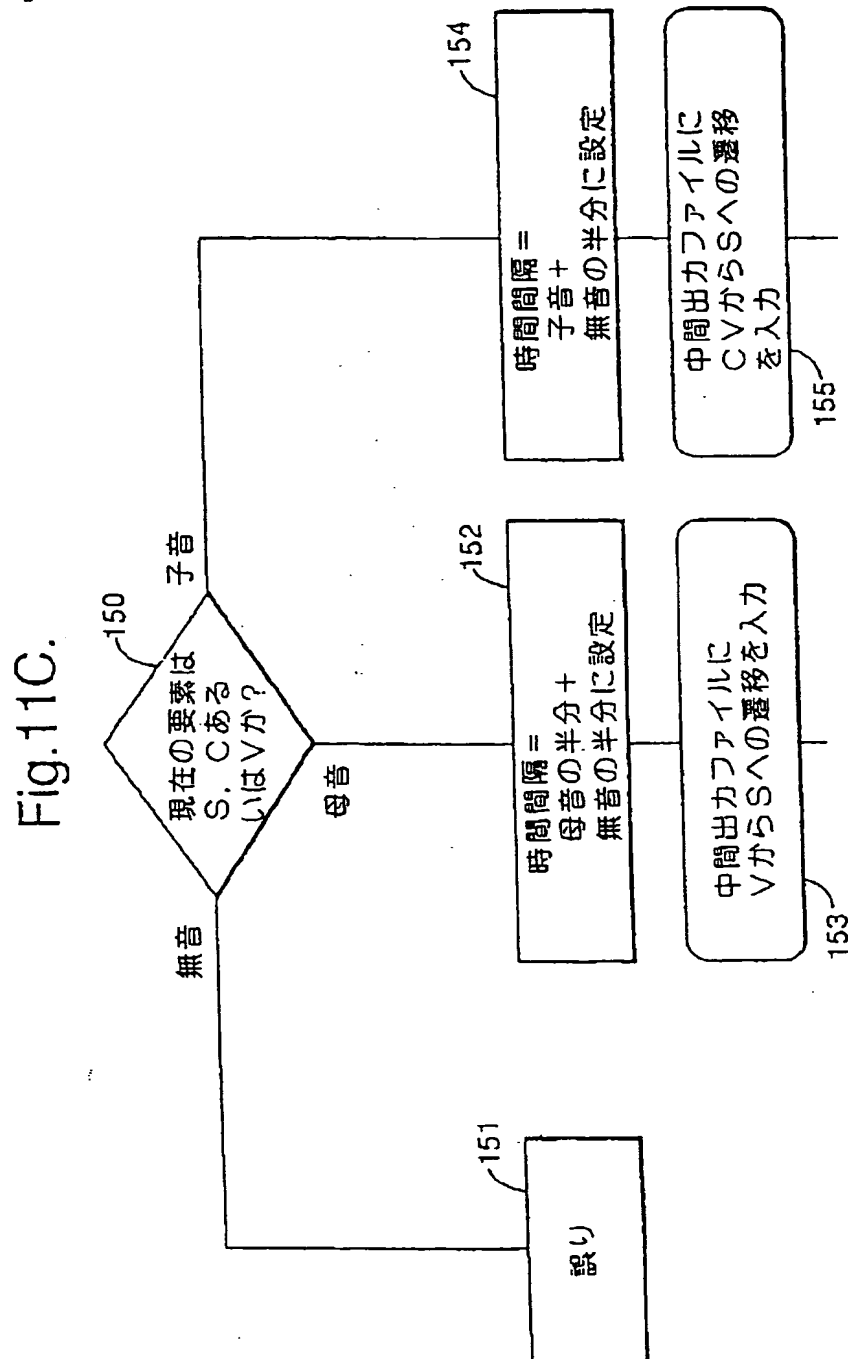 Fig.11C.
現在の要素は
S，Cある
いはVか？
150
無音
母音
子音
151
誤り
152
時間間隔＝
母音の半分＋
無音の半分に設定
中間出力ファイルに
VからSへの遷移を入力
153
154
時間間隔＝
子音＋
無音の半分に設定
中間出力ファイルに
CVからSへの遷移
を入力
155